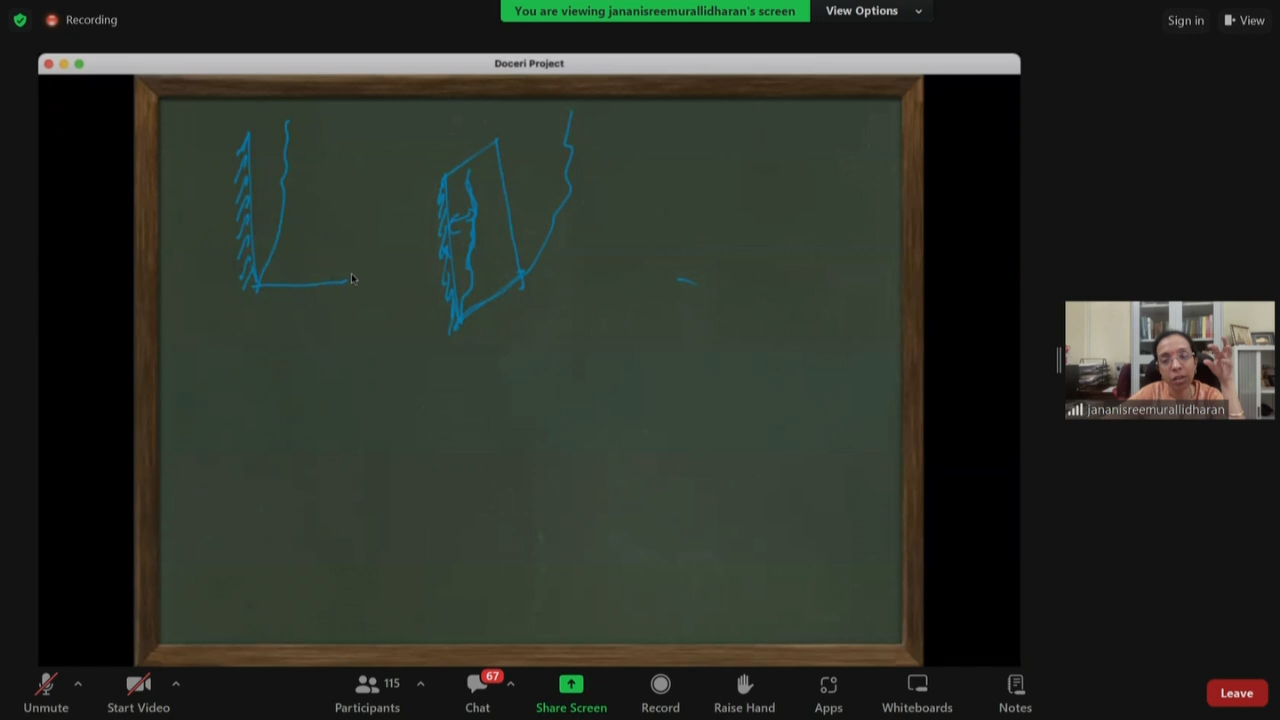 Recording
You are viewing jananisreemurallidharan's screen
View Options
Sign in
View
Doceri Project
jananisreemurallidharan
Unmute
Start Video
115
Participants
67
Chat
Share Screen
Record
Raise Hand
Apps
Whiteboards
Notes
Leave